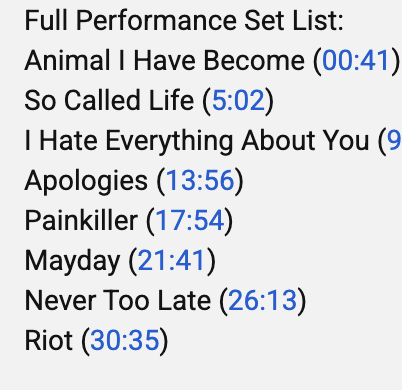 Full Performance Set List:
Animal I Have Become (00:41)
So Called Life (5:02)
I Hate Everything About You (9
Apologies (13:56)
Painkiller (17:54)
Mayday (21:41)
Never Too Late (26:13)
Riot (30:35)